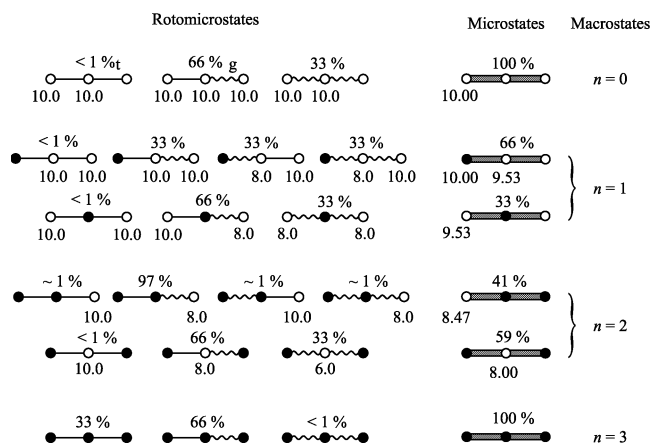 Rotomicrostates Microstates Macrostates
< 1 %t 66 % g 33 % 100 %
10.0 10.0 10.0 10.0 10.0 10.0 10.0 10.00 n = 0
< 1 % 33 % 33 % 33 % 66 %
10.0 10.0 10.0 10.0 8.0 10.0 8.0 10.0 10.00 9.53
< 1 % 66 % 33 % 33 % n = 1
10.0 10.0 10.0 8.0 8.0 8.0 9.53
~ 1 % 97 % ~ 1 % ~ 1 % 41 %
10.0 8.0 10.0 8.0 8.47
< 1 % 66 % 33 % 59 % n = 2
10.0 8.0 6.0 8.00
33 % 66 % < 1 % 100 %
n = 3